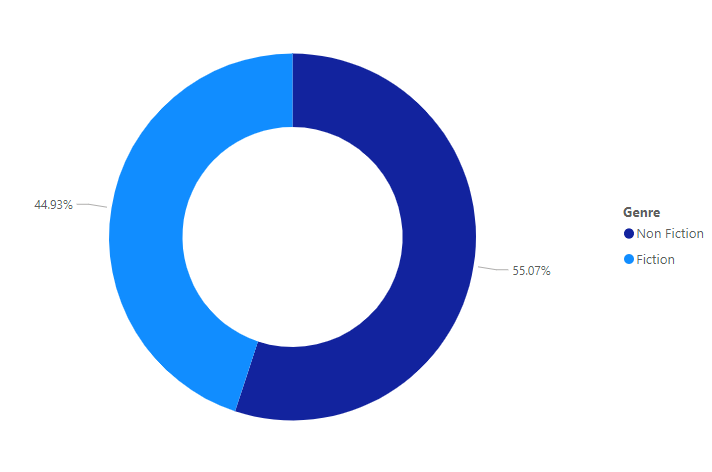 44.93%
55.07%
Genre
Non Fiction
Fiction